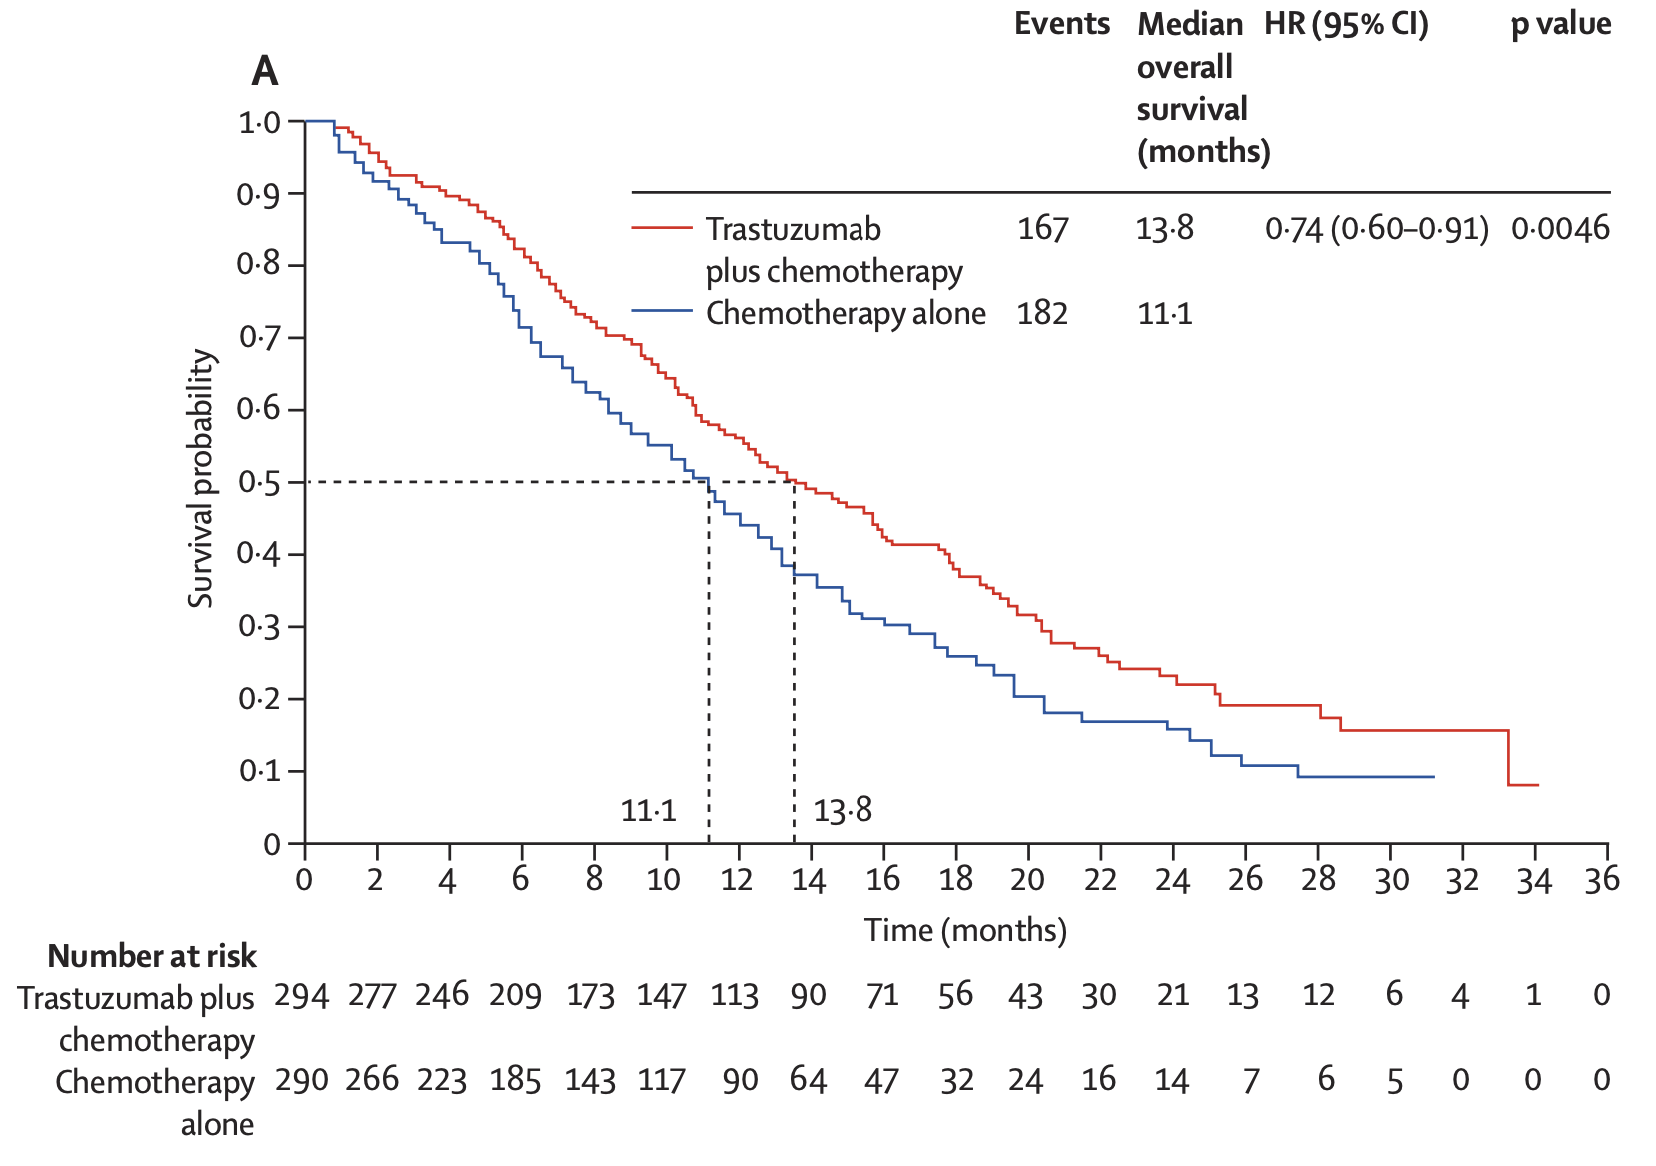 Events Median overall survival (months) HR (95% CI) p value
A
Trastuzumab plus chemotherapy 167 13·8 0·74 (0·60–0·91) 0·0046
Chemotherapy alone 182 11·1
Survival probability
1·0
0·9
0·8
0·7
0·6
0·5
0·4
0·3
0·2
0·1
0
11·1 13·8
0 2 4 6 8 10 12 14 16 18 20 22 24 26 28 30 32 34 36
Time (months)
Number at risk
Trastuzumab plus chemotherapy 294 277 246 209 173 147 113 90 71 56 43 30 21 13 12 6 4 1 0
Chemotherapy alone 290 266 223 185 143 117 90 64 47 32 24 16 14 7 6 5 0 0 0